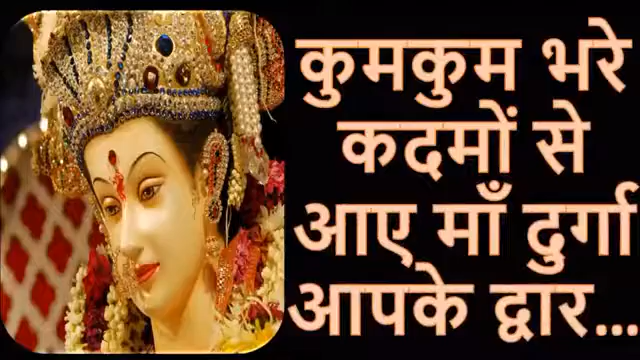 कुमकुम भरे
कदमों से
आए माँ दुर्गा
आपके द्वार...